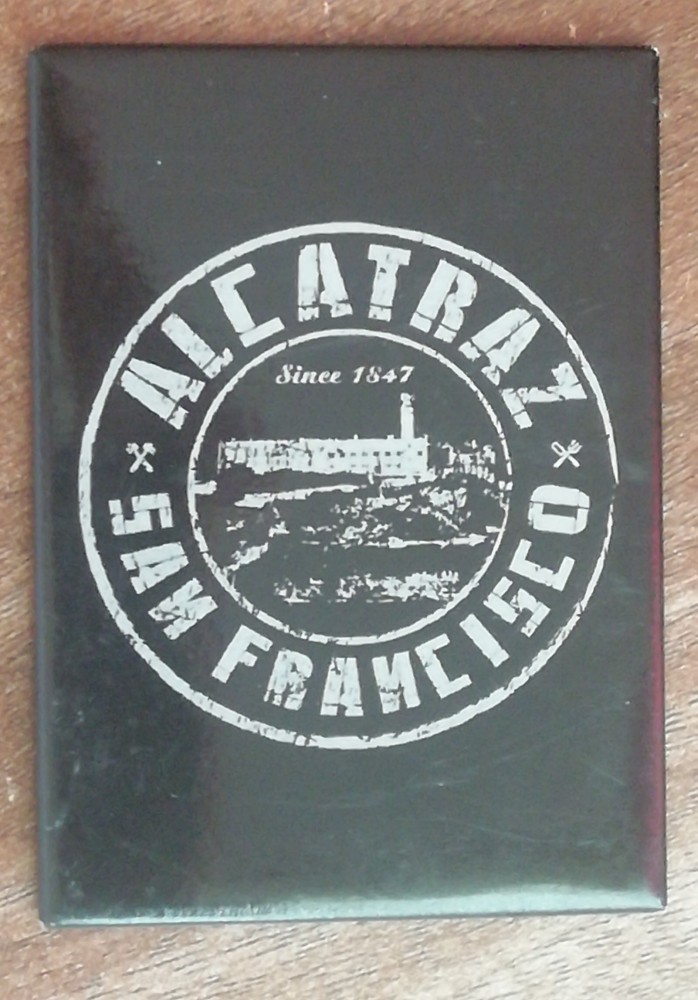 ALCATRAZ
Since 1847
SAN FRANCISCO